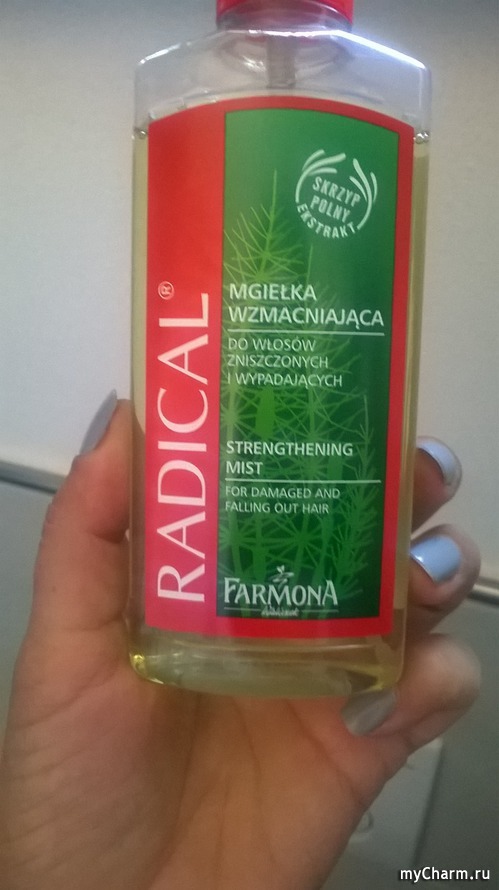 SKRZYP
POLNY
EKSTRAKT
RADICAL®
MGIEŁKA
WZMACNIAJĄCA
DO WŁOSÓW
ZNISZCZONYCH
I WYPADAJĄCYCH
STRENGTHENING
MIST
FOR DAMAGED AND
FALLING OUT HAIR
FARMONA
myCharm.ru